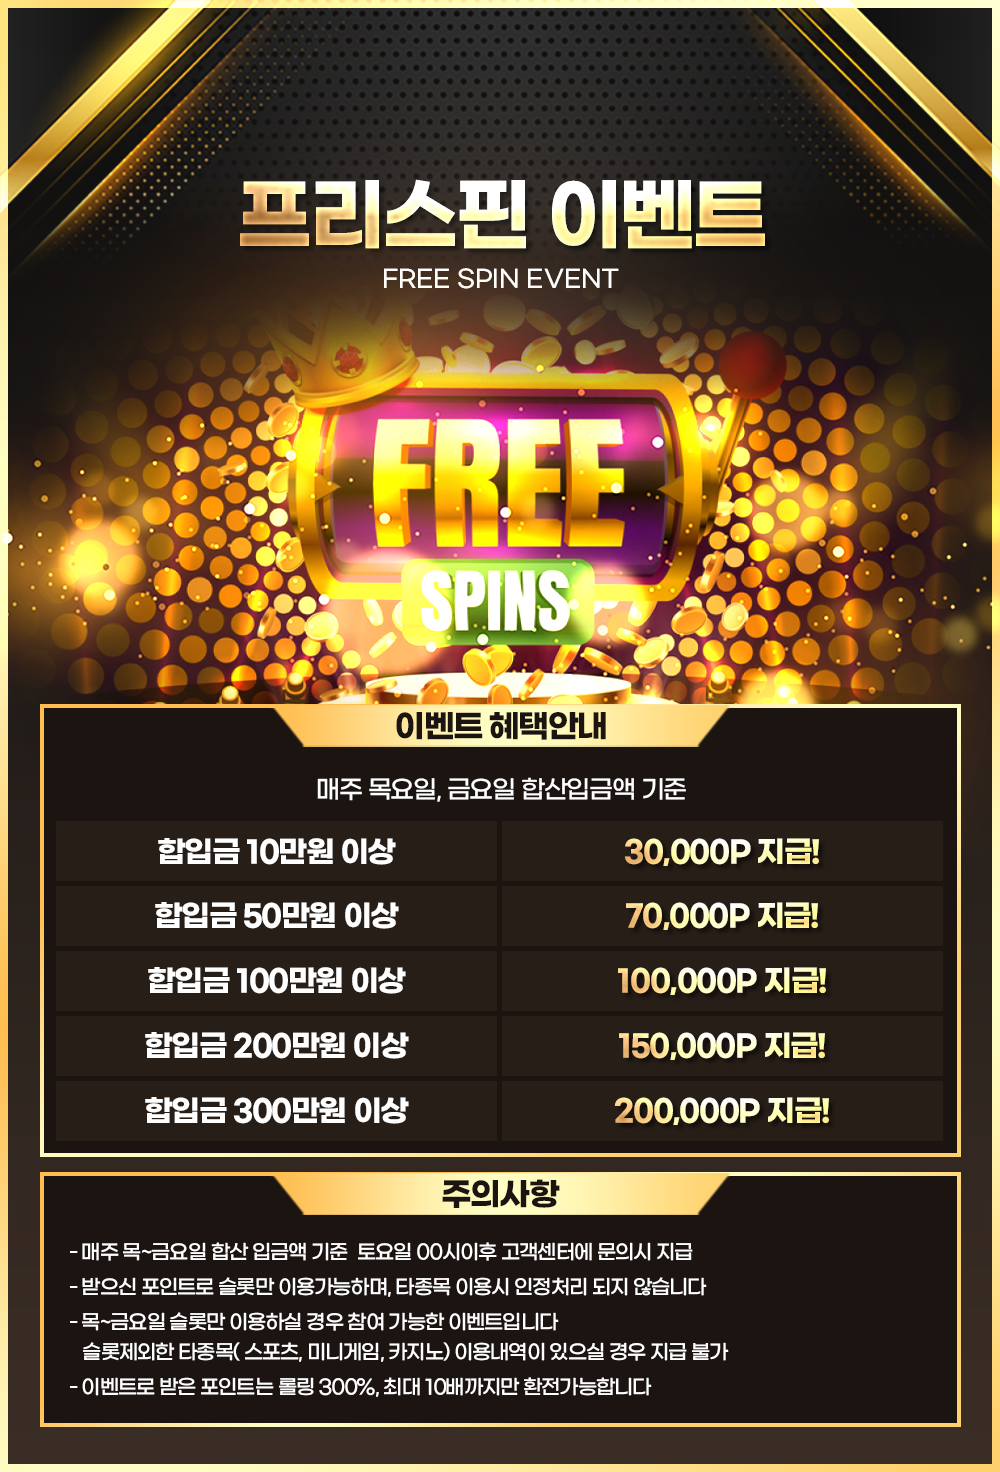 프리스핀 이벤트
FREE SPIN EVENT
FREE
SPINS
이벤트 혜택안내
매주 목요일, 금요일 합산입금액 기준
합입금 10만원 이상 30,000P 지급!
합입금 50만원 이상 70,000P 지급!
합입금 100만원 이상 100,000P 지급!
합입금 200만원 이상 150,000P 지급!
합입금 300만원 이상 200,000P 지급!
주의사항
- 매주 목~금요일 합산 입금액 기준 토요일 00시이후 고객센터에 문의시 지급
- 받으신 포인트로 슬롯만 이용가능하며, 타종목 이용시 인정처리 되지 않습니다
- 목~금요일 슬롯만 이용하실 경우 참여 가능한 이벤트입니다
슬롯제외한 타종목( 스포츠, 미니게임, 카지노) 이용내역이 있으실 경우 지급 불가
- 이벤트로 받은 포인트는 롤링 300%, 최대 10배까지만 환전가능합니다